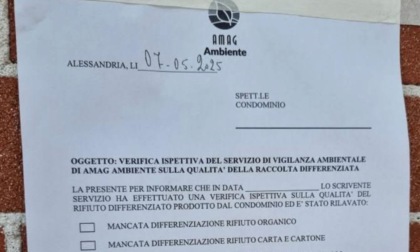 AMAG
Ambiente
ALESSANDRIA, LI 07-05.2025
SPETT.LE
CONDOMINIO
OGGETTO: VERIFICA ISPETTIVA DEL SERVIZIO DI VIGILANZA AMBIENTALE
DI AMAG AMBIENTE SULLA QUALITA' DELLA RACCOLTA DIFFERENZIATA
LA PRESENTE PER INFORMARE CHE IN DATA ____________ LO SCRIVENTE
SERVIZIO HA EFFETTUATO UNA VERIFICA ISPETTIVA SULLA QUALITA' DEL
RIFIUTO DIFFERENZIATO PRODOTTO DAL CONDOMINIO ED E' STATO RILAVATO:
MANCATA DIFFERENZIAZIONE RIFIUTO ORGANICO
MANCATA DIFFERENZIAZIONE RIFIUTO CARTA E CARTONE